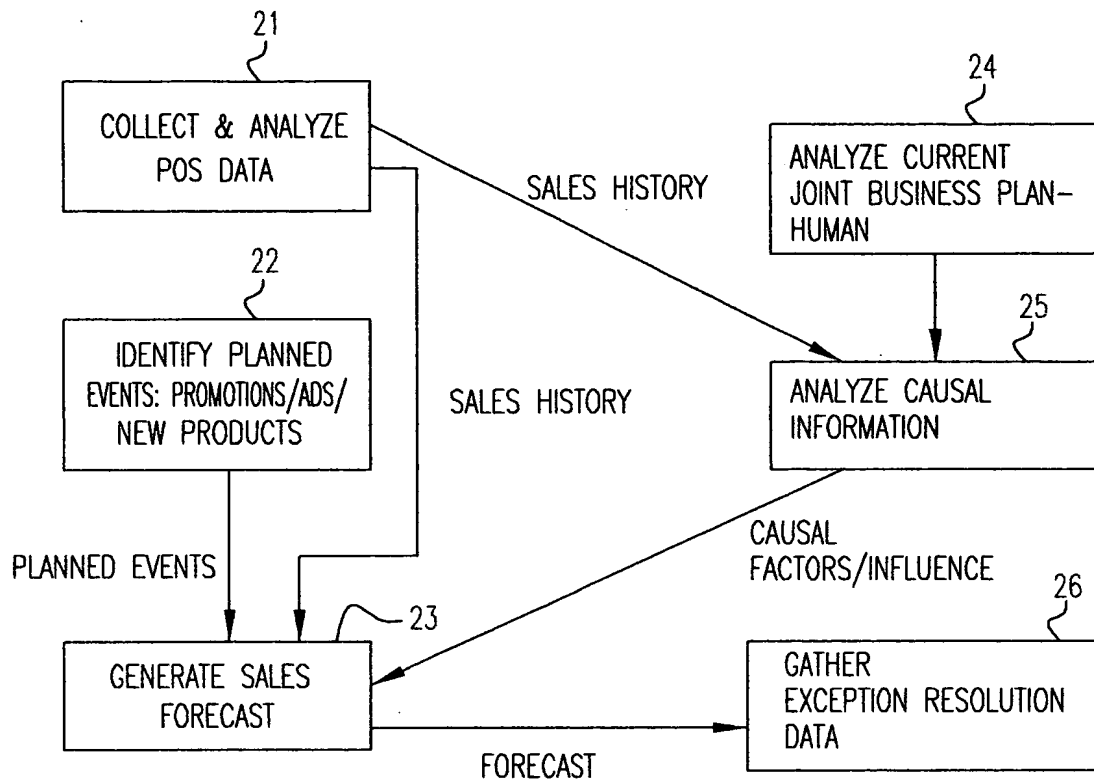 21
COLLECT & ANALYZE
POS DATA
24
ANALYZE CURRENT
JOINT BUSINESS PLAN-
HUMAN
SALES HISTORY
22
IDENTIFY PLANNED
EVENTS: PROMOTIONS/ADS/
NEW PRODUCTS
SALES HISTORY
25
ANALYZE CAUSAL
INFORMATION
PLANNED EVENTS
CAUSAL
FACTORS/INFLUENCE
23
GENERATE SALES
FORECAST
26
GATHER
EXCEPTION RESOLUTION
DATA
FORECAST